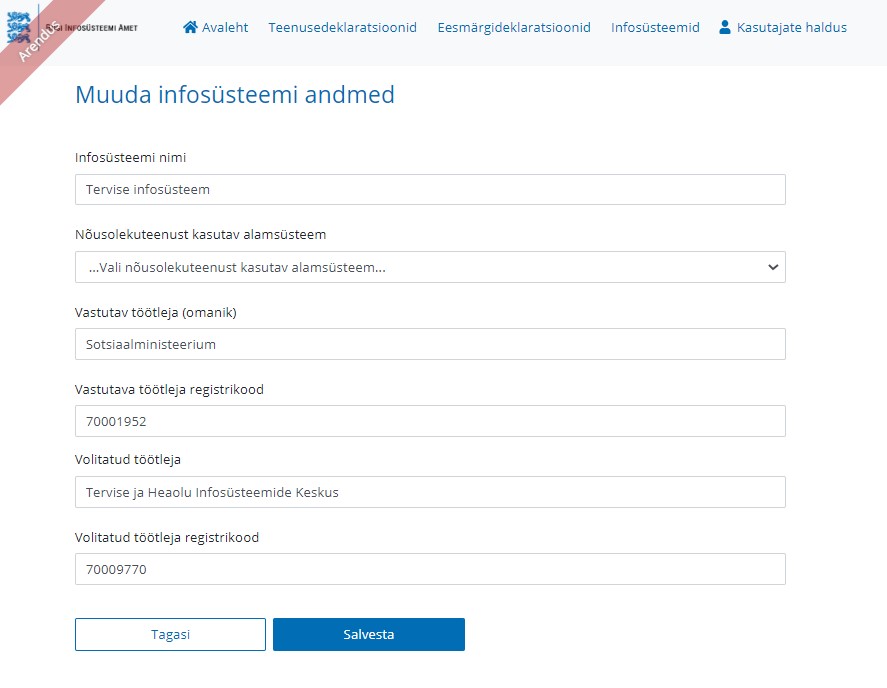 Arendus
Riigi Infosüsteemi Amet
Avaleht
Teenusedeklaratsioonid
Eesmärgideklaratsioonid
Infosüsteemid
Kasutajate haldus
Muuda infosüsteemi andmed
Infosüsteemi nimi
Tervise infosüsteem
Nõusolekuteenust kasutav alamsüsteem
...Vali nõusolekuteenust kasutav alamsüsteem...
Vastutav töötleja (omanik)
Sotsiaalministeerium
Vastutava töötleja registrikood
70001952
Volitatud töötleja
Tervise ja Heaolu Infosüsteemide Keskus
Volitatud töötleja registrikood
70009770
Tagasi
Salvesta